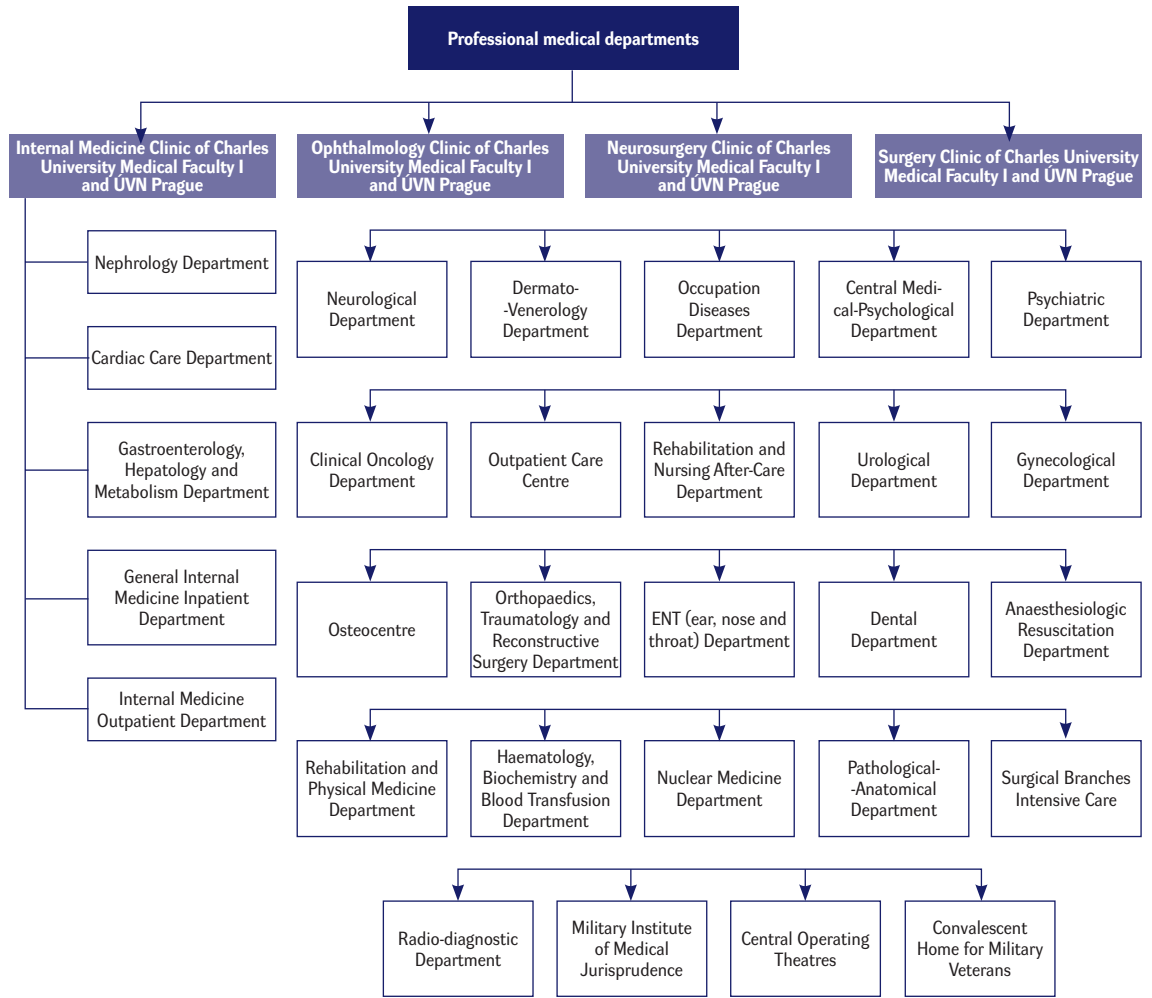 Professional medical departments
Internal Medicine Clinic of Charles
University Medical Faculty I
and ÚVN Prague
Ophthalmology Clinic of Charles
University Medical Faculty I
and ÚVN Prague
Neurosurgery Clinic of Charles
University Medical Faculty I
and ÚVN Prague
Surgery Clinic of Charles University
Medical Faculty I and ÚVN Prague
Nephrology Department
Cardiac Care Department
Gastroenterology,
Hepatology and
Metabolism Department
General Internal
Medicine Inpatient
Department
Internal Medicine
Outpatient Department
Neurological
Department
Dermato-
-Venerology
Department
Occupation
Diseases
Department
Central Medi-
cal-Psychological
Department
Psychiatric
Department
Clinical Oncology
Department
Outpatient Care
Centre
Rehabilitation and
Nursing After-Care
Department
Urological
Department
Gynecological
Department
Osteocentre
Orthopaedics,
Traumatology and
Reconstructive
Surgery Department
ENT (ear, nose and
throat) Department
Dental
Department
Anaesthesiologic
Resuscitation
Department
Rehabilitation and
Physical Medicine
Department
Haematology,
Biochemistry and
Blood Transfusion
Department
Nuclear Medicine
Department
Pathological-
-Anatomical
Department
Surgical Branches
Intensive Care
Radio-diagnostic
Department
Military Institute
of Medical
Jurisprudence
Central Operating
Theatres
Convalescent
Home for Military
Veterans